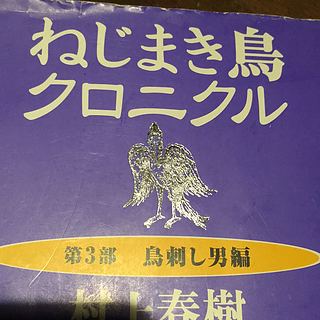 ねじまき鳥
クロニクル
第3部 鳥刺し男編
村上春樹